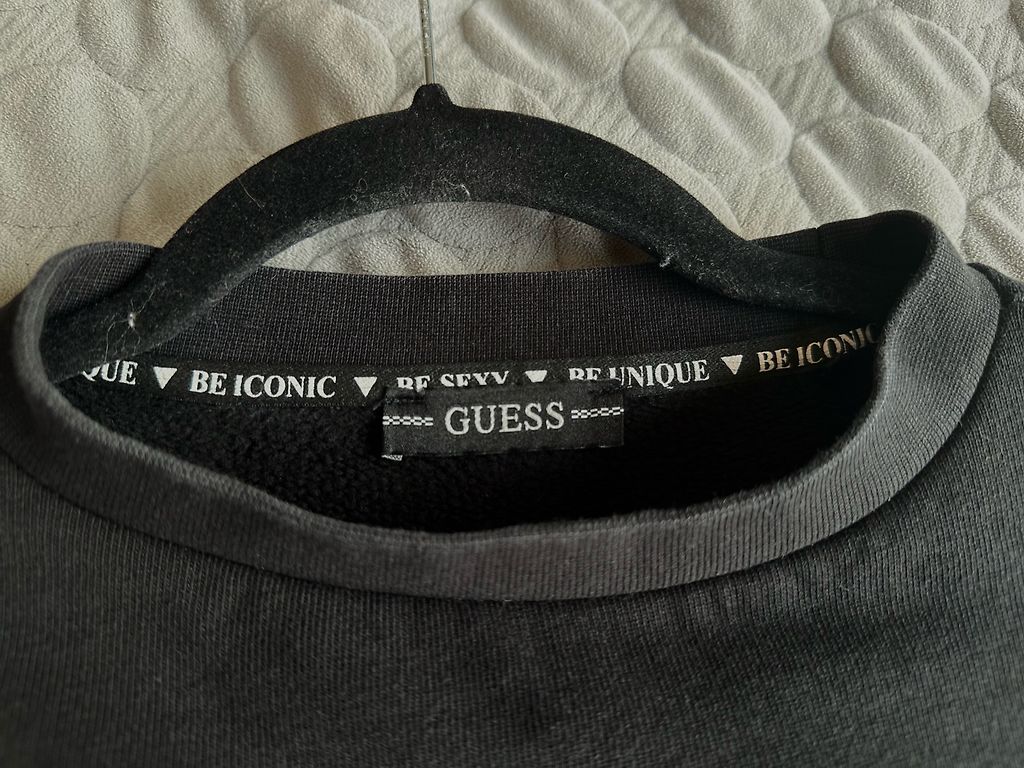 QUE ▼ BE ICONIC ▼ BE SEXY ▼ BE UNIQUE ▼ BE ICONIC
GUESS